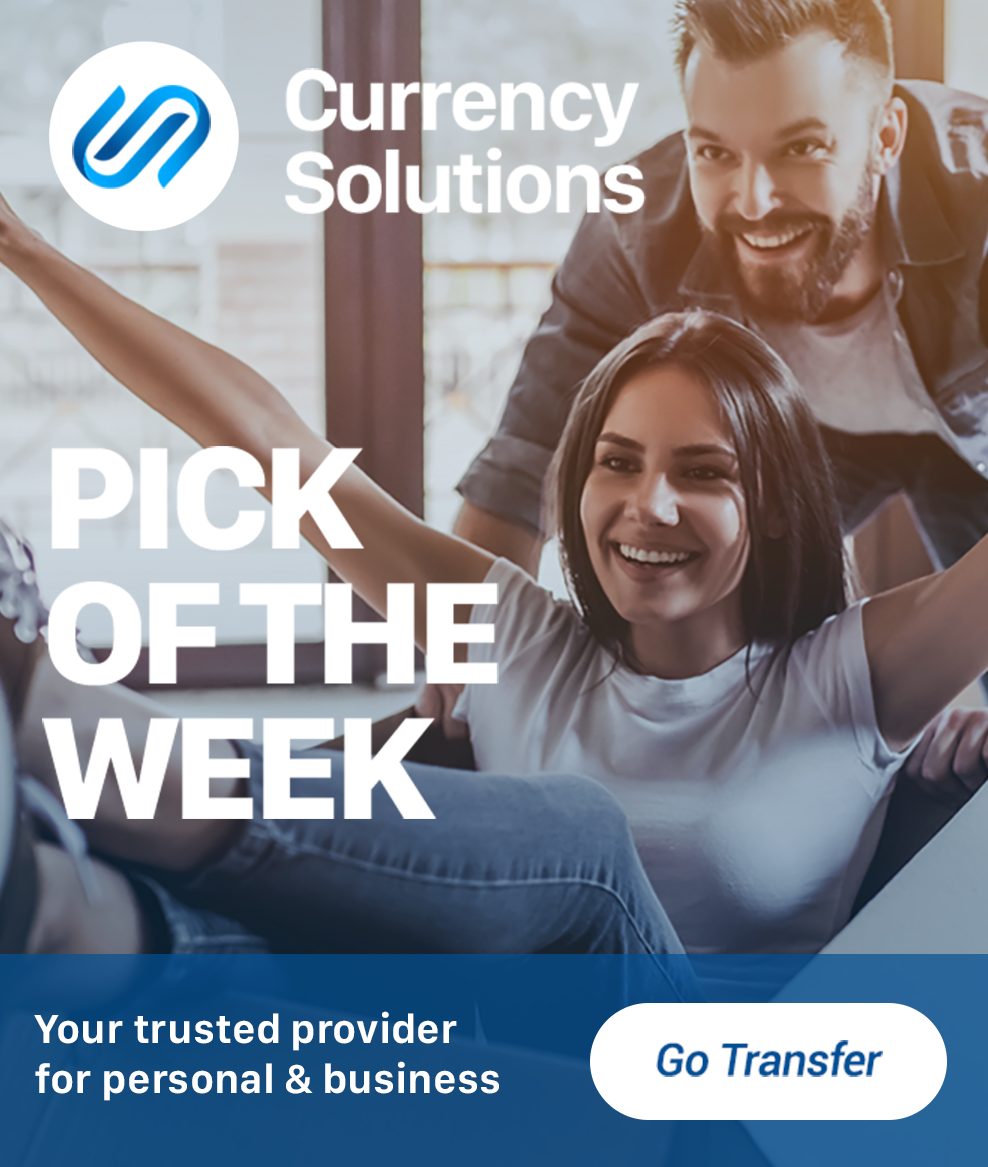 Currency
Solutions
PICK
OF THE
WEEK
Your trusted provider
for personal & business
Go Transfer